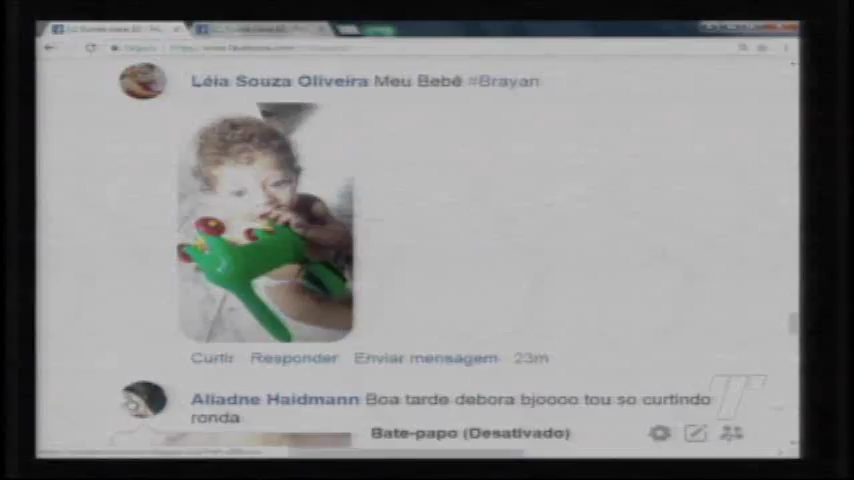 Léia Souza Oliveira Meu Bebê #Brayan
Curtir Responder Enviar mensagem 23m
Aliadne Haidmann Boa tarde debora bjoooo tou so curtindo
ronda
Bate-papo (Desativado)